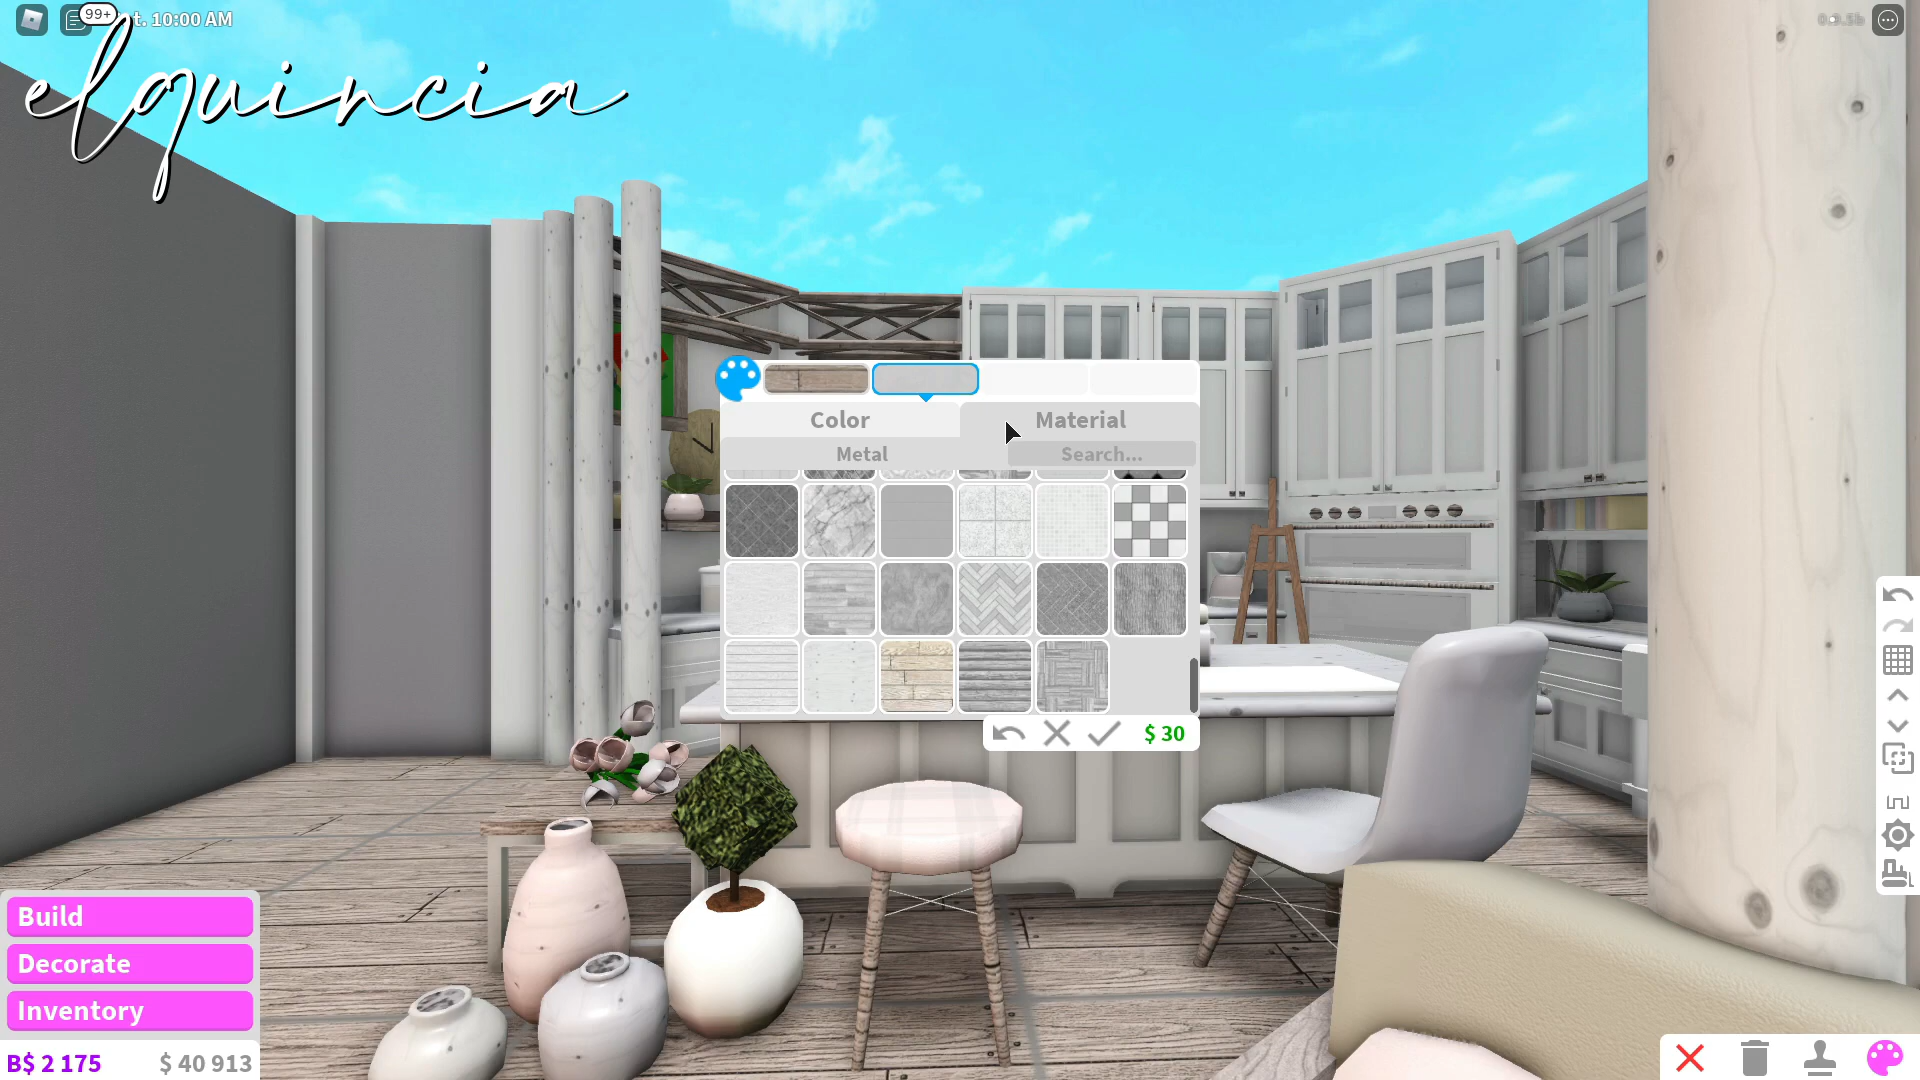 99+
t. 10:00 AM
elquincia
Color
Material
Metal
Search...
$ 30
Build
Decorate
Inventory
B$ 2 175
$ 40 913